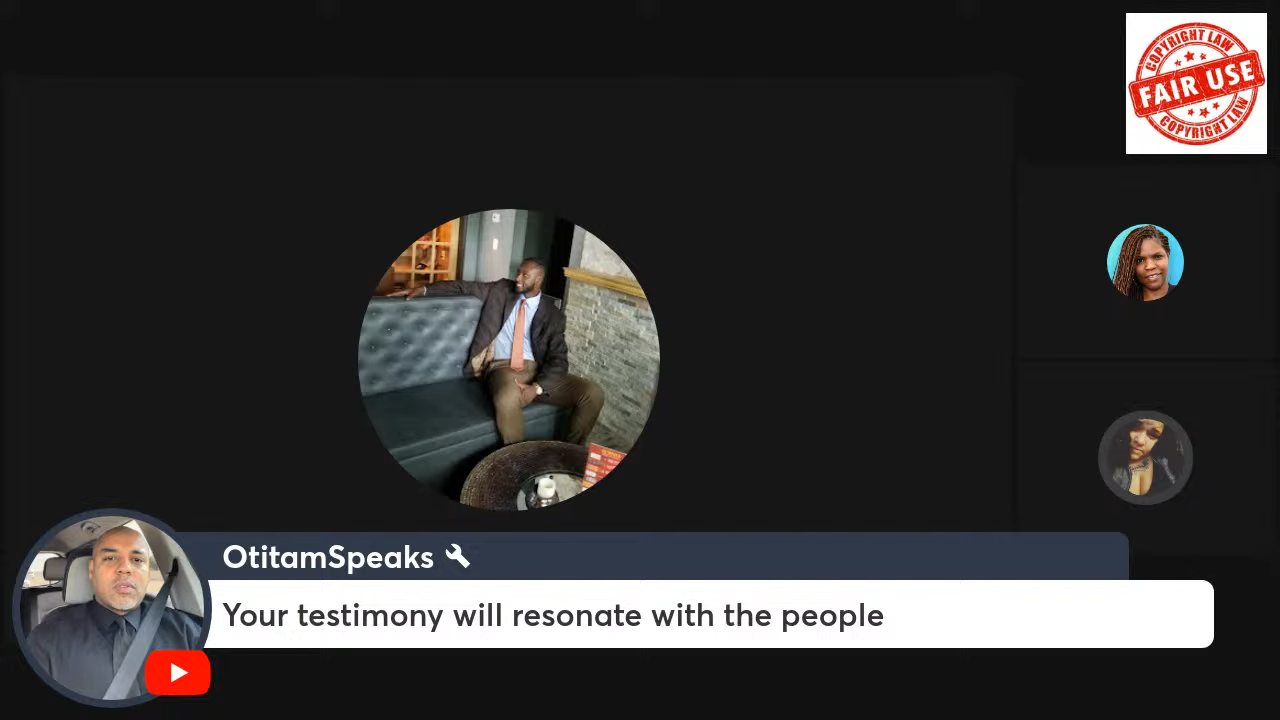 COPYRIGHT LAW
FAIR USE
COPYRIGHT LAW
OtitamSpeaks
Your testimony will resonate with the people